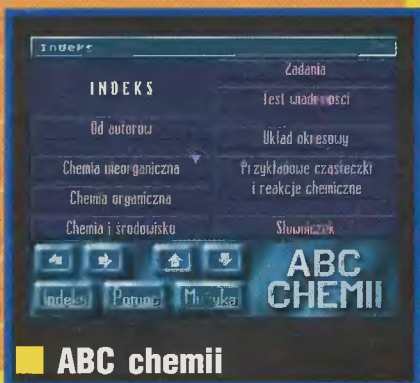 Indeks
INDEKS
Od autorów
Chemia nieorganiczna
Chemia organiczna
Chemia i środowisko
Zadania
Test wiadomości
Układ okresowy
Przykładowe cząsteczki
i reakcje chemiczne
Słowniczek
Indeks Pomoc Muzyka
ABC
CHEMII
ABC chemii